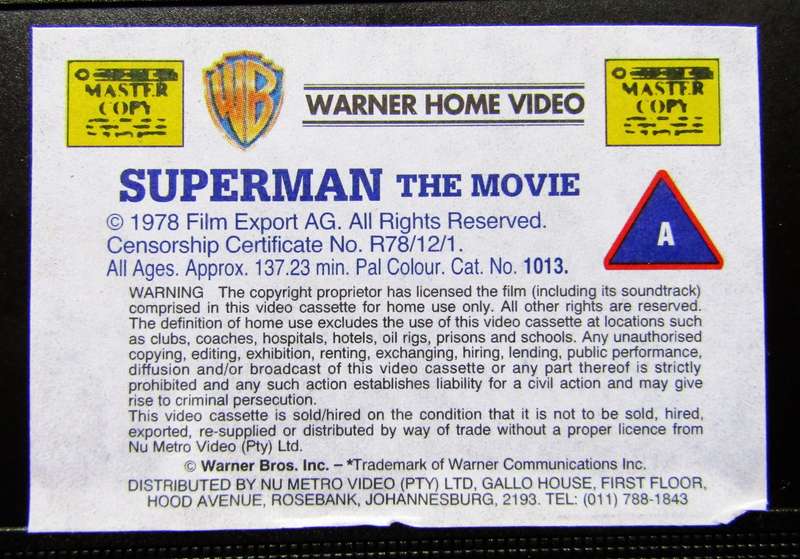 MASTER COPY
WB
WARNER HOME VIDEO
MASTER COPY
SUPERMAN THE MOVIE
© 1978 Film Export AG. All Rights Reserved.
Censorship Certificate No. R78/12/1.
All Ages. Approx. 137.23 min. Pal Colour. Cat. No. 1013.
A
WARNING The copyright proprietor has licensed the film (including its soundtrack)
comprised in this video cassette for home use only. All other rights are reserved.
The definition of home use excludes the use of this video cassette at locations such
as clubs, coaches, hospitals, hotels, oil rigs, prisons and schools. Any unauthorised
copying, editing, exhibition, renting, exchanging, hiring, lending, public performance,
diffusion and/or broadcast of this video cassette or any part thereof is strictly
prohibited and any such action establishes liability for a civil action and may give
rise to criminal persecution.
This video cassette is sold/hired on the condition that it is not to be sold, hired,
exported, re-supplied or distributed by way of trade without a proper licence from
Nu Metro Video (Pty) Ltd.
© Warner Bros. Inc. – *Trademark of Warner Communications Inc.
DISTRIBUTED BY NU METRO VIDEO (PTY) LTD, GALLO HOUSE, FIRST FLOOR,
HOOD AVENUE, ROSEBANK, JOHANNESBURG, 2193. TEL: (011) 788-1843